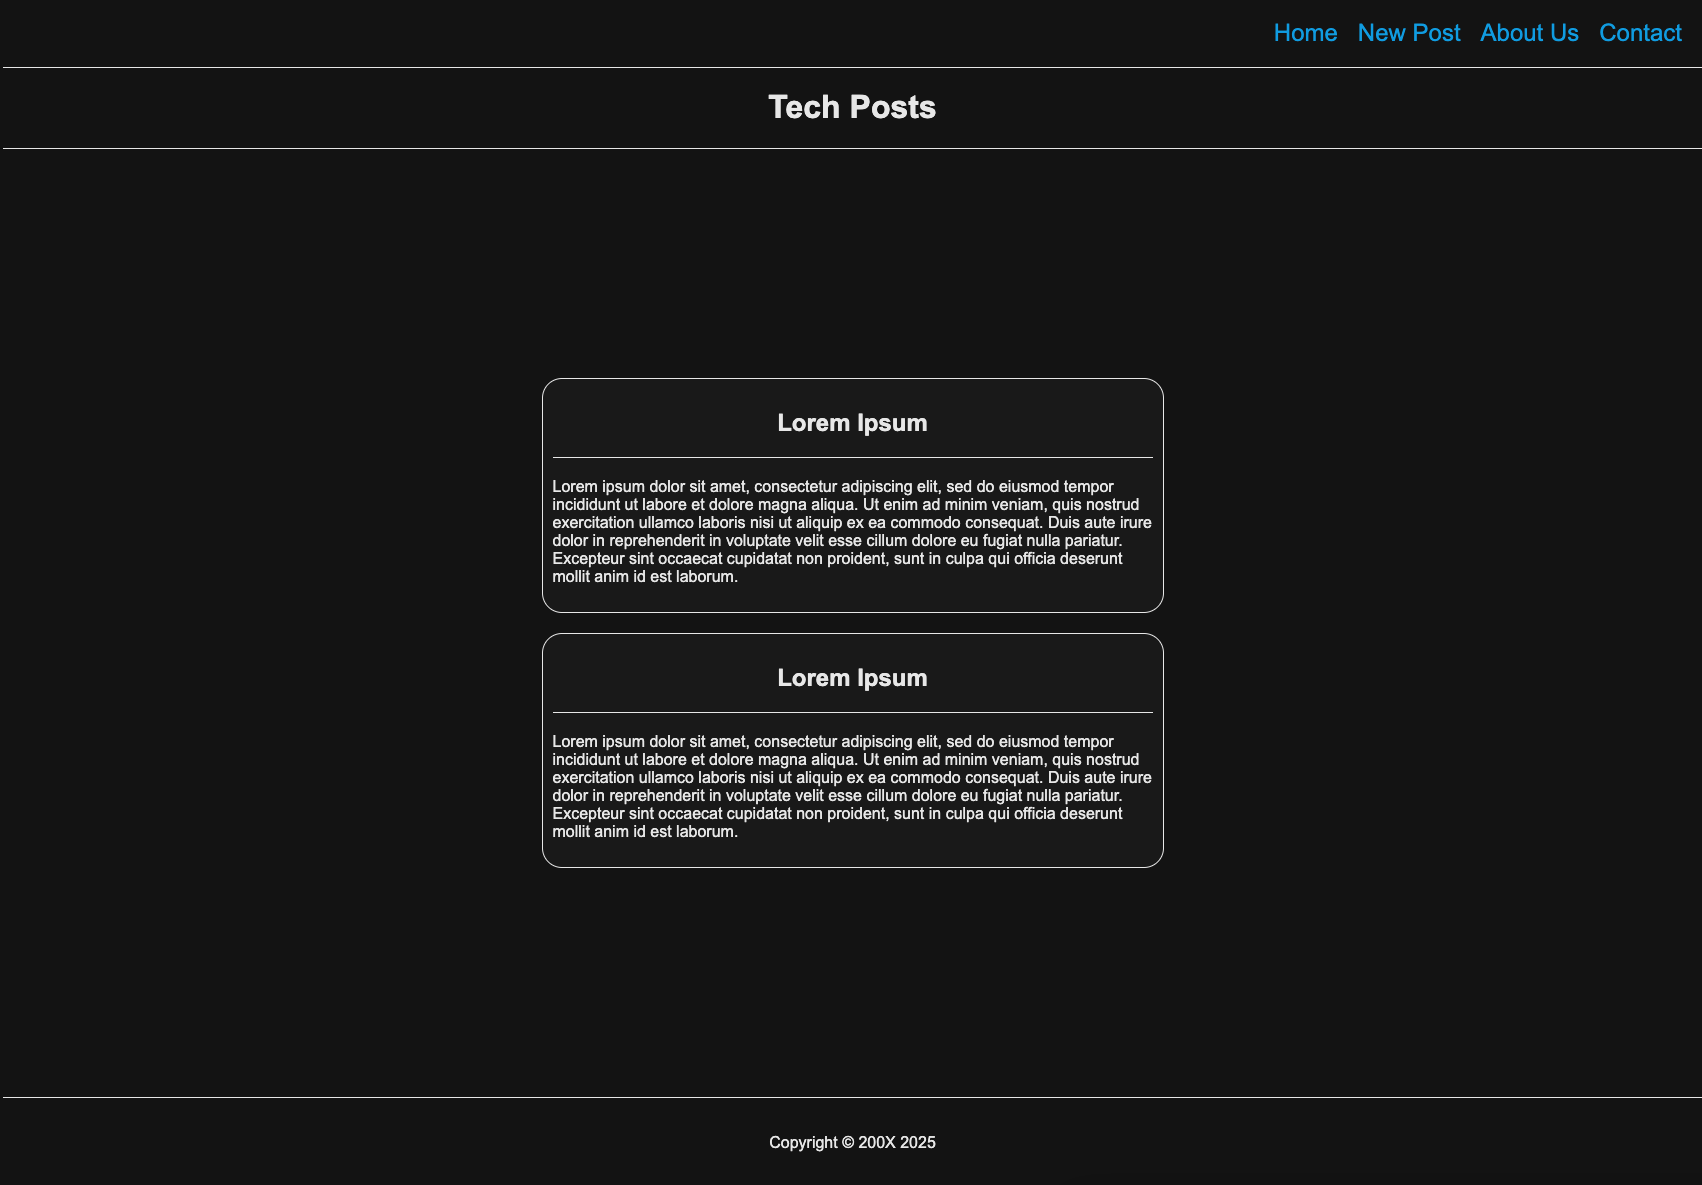 Home New Post About Us Contact
Tech Posts
Lorem Ipsum
Lorem ipsum dolor sit amet, consectetur adipiscing elit, sed do eiusmod tempor
incididunt ut labore et dolore magna aliqua. Ut enim ad minim veniam, quis nostrud
exercitation ullamco laboris nisi ut aliquip ex ea commodo consequat. Duis aute irure
dolor in reprehenderit in voluptate velit esse cillum dolore eu fugiat nulla pariatur.
Excepteur sint occaecat cupidatat non proident, sunt in culpa qui officia deserunt
mollit anim id est laborum.
Lorem Ipsum
Lorem ipsum dolor sit amet, consectetur adipiscing elit, sed do eiusmod tempor
incididunt ut labore et dolore magna aliqua. Ut enim ad minim veniam, quis nostrud
exercitation ullamco laboris nisi ut aliquip ex ea commodo consequat. Duis aute irure
dolor in reprehenderit in voluptate velit esse cillum dolore eu fugiat nulla pariatur.
Excepteur sint occaecat cupidatat non proident, sunt in culpa qui officia deserunt
mollit anim id est laborum.
Copyright © 200X 2025